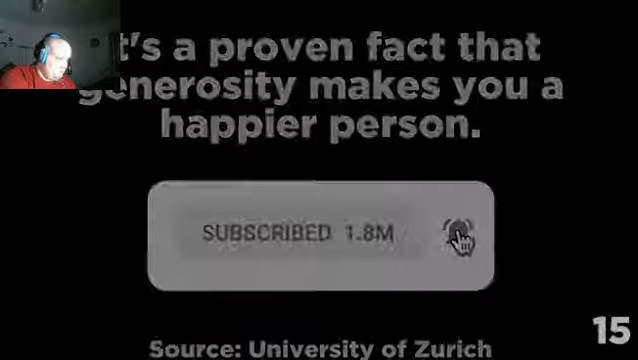 t's a proven fact that
generosity makes you a
happier person.
SUBSCRIBED 1.8M
15
Source: University of Zurich